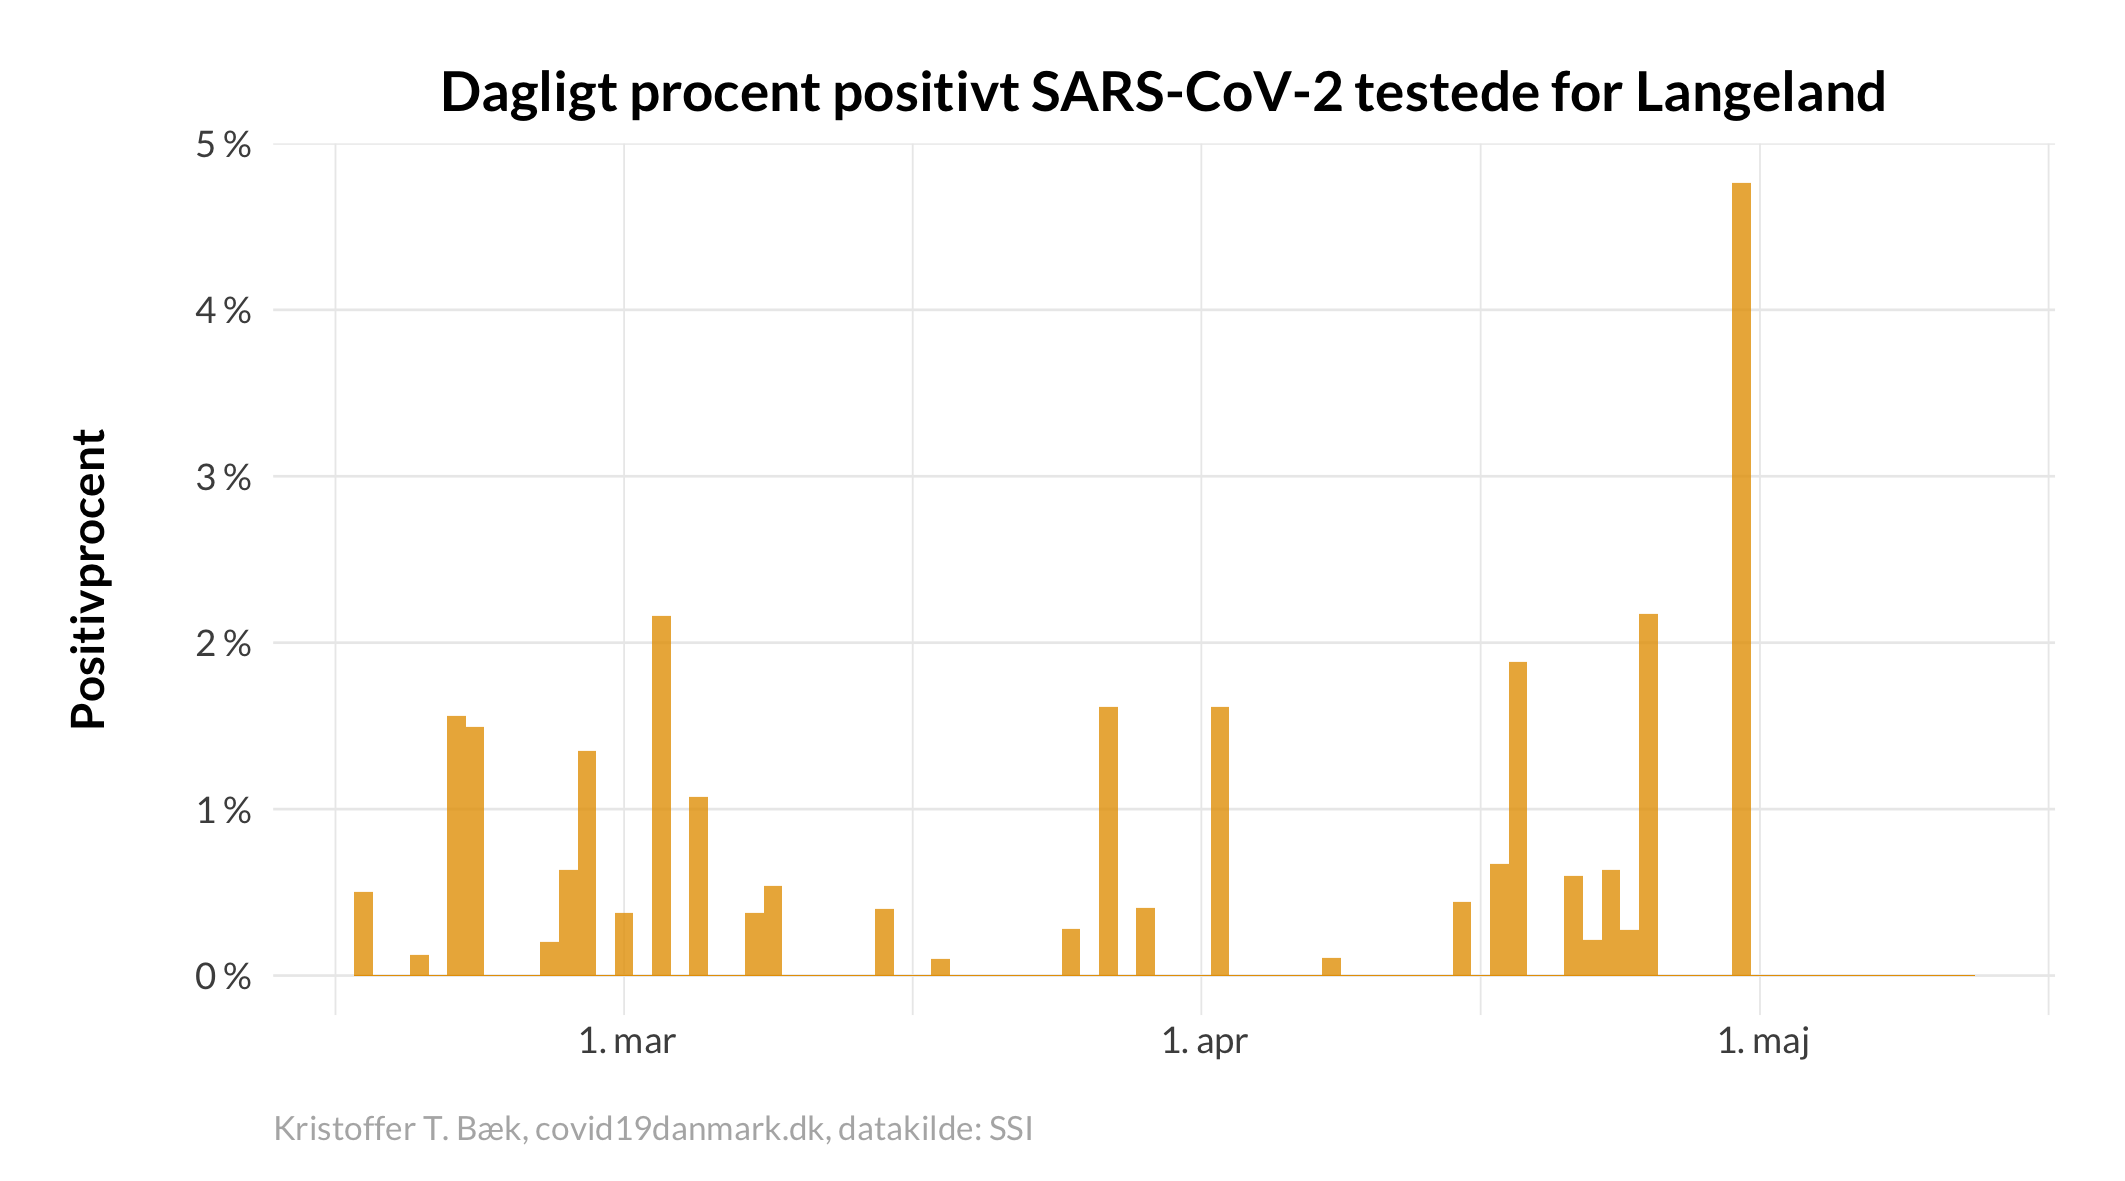 Dagligt procent positivt SARS-CoV-2 testede for Langeland
Positivprocent
5 %
4 %
3 %
2 %
1 %
0 %
1. mar
1. apr
1. maj
Kristoffer T. Bæk, covid19danmark.dk, datakilde: SSI